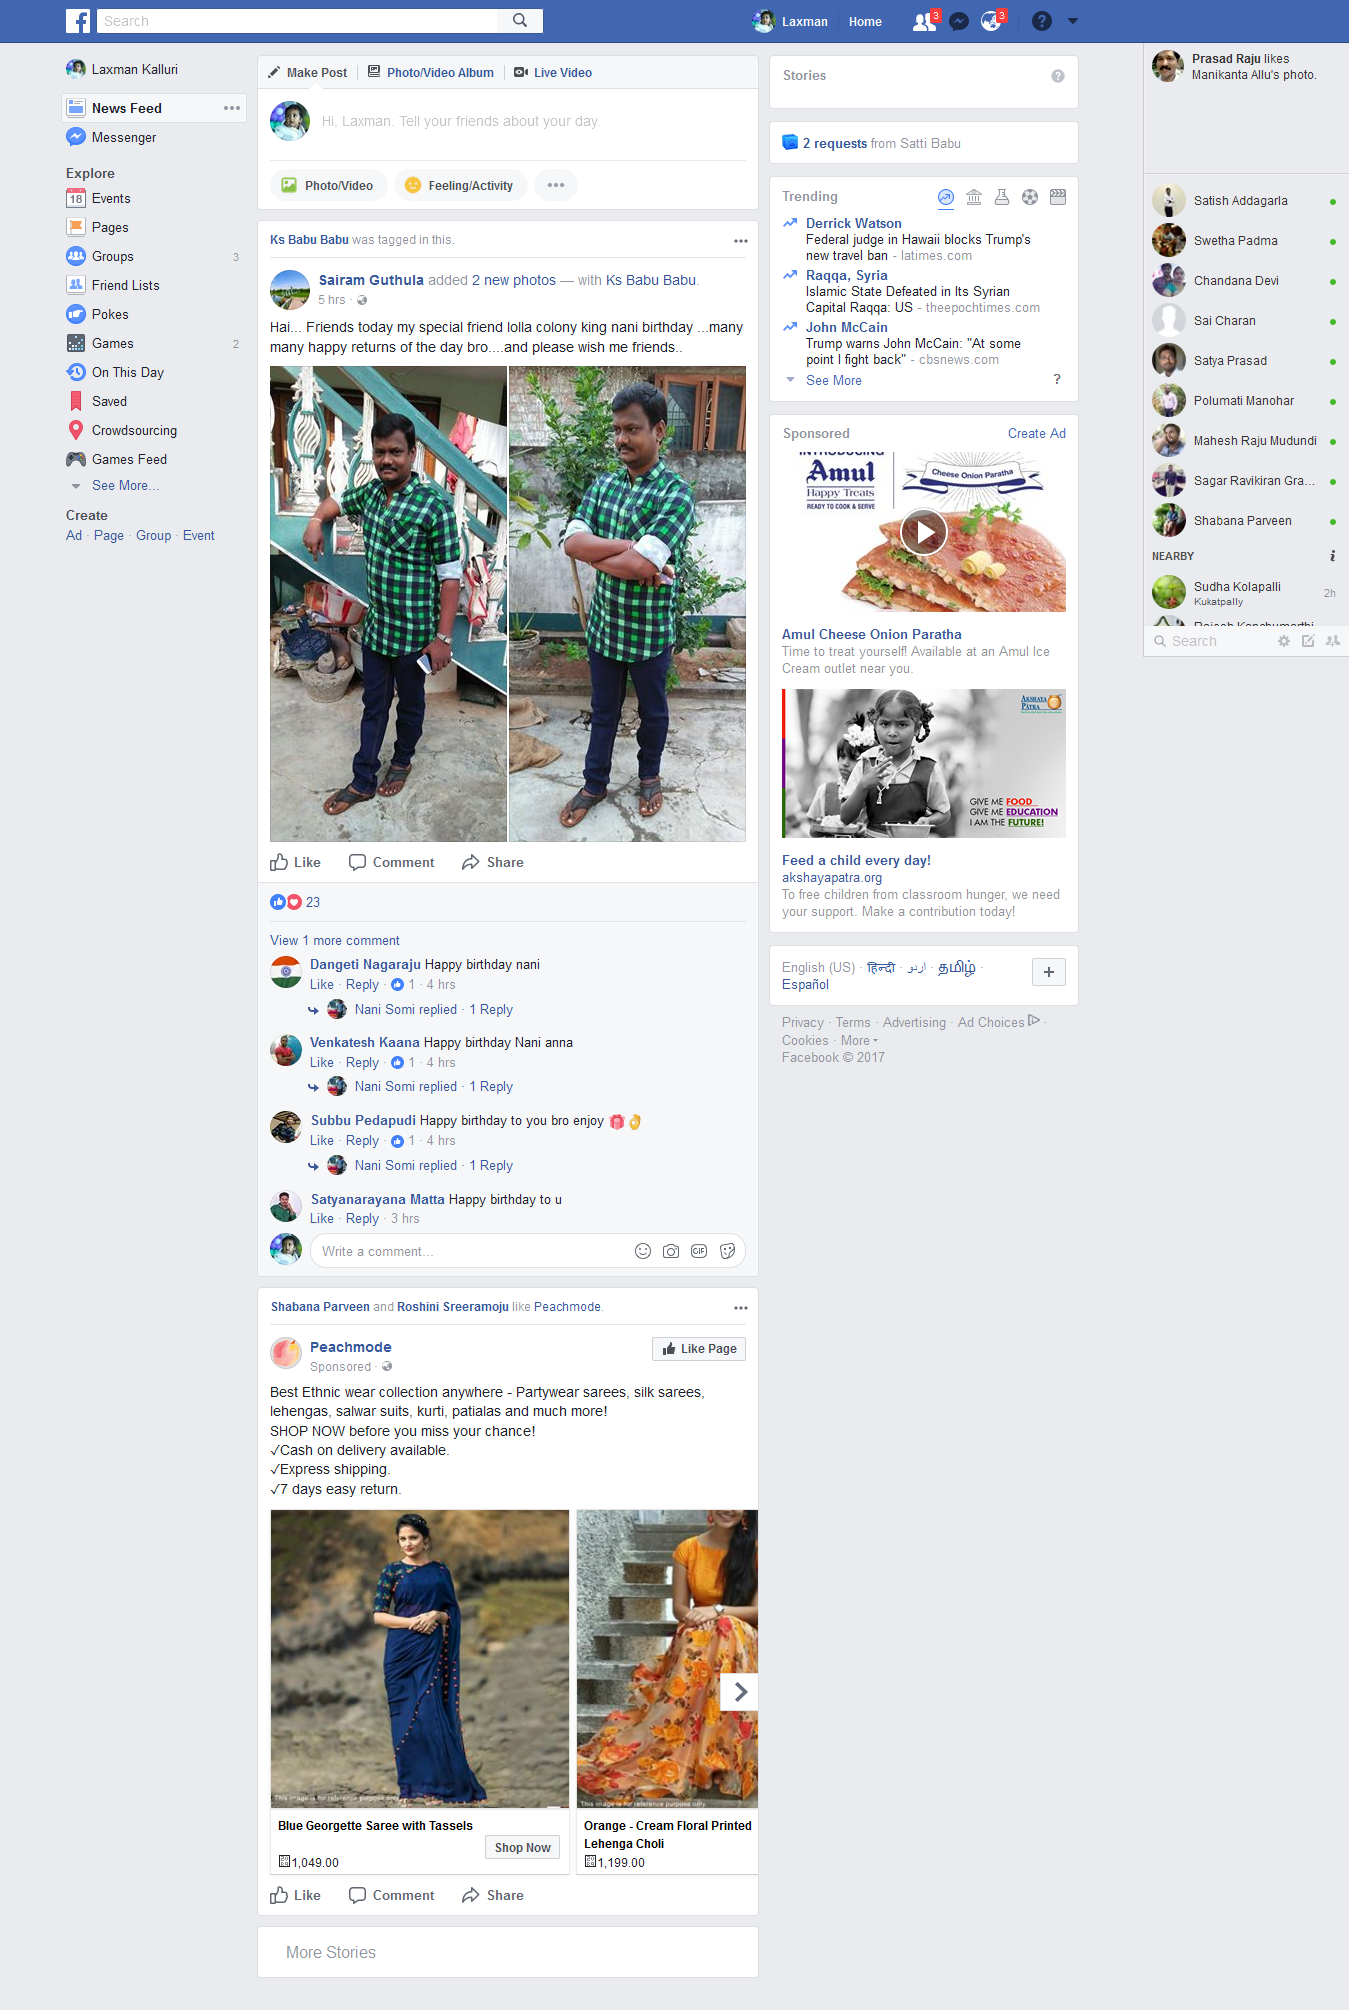 Search
Laxman
Home
3
3
Laxman Kalluri
News Feed
Messenger
Explore
18 Events
Pages
Groups 3
Friend Lists
Pokes
Games 2
On This Day
Saved
Crowdsourcing
Games Feed
See More...
Create
Ad · Page · Group · Event
Make Post
Photo/Video Album
Live Video
Hi, Laxman. Tell your friends about your day.
Photo/Video
Feeling/Activity
Ks Babu Babu was tagged in this.
Sairam Guthula added 2 new photos — with Ks Babu Babu.
5 hrs ·
Hai... Friends today my special friend lolla colony king nani birthday ...many
many happy returns of the day bro....and please wish me friends..
Like
Comment
Share
23
View 1 more comment
Dangeti Nagaraju Happy birthday nani
Like · Reply · 1 · 4 hrs
Nani Somi replied · 1 Reply
Venkatesh Kaana Happy birthday Nani anna
Like · Reply · 1 · 4 hrs
Nani Somi replied · 1 Reply
Subbu Pedapudi Happy birthday to you bro enjoy 🎁👌
Like · Reply · 1 · 4 hrs
Nani Somi replied · 1 Reply
Satyanarayana Matta Happy birthday to u
Like · Reply · 3 hrs
Write a comment...
GIF
Shabana Parveen and Roshini Sreeramoju like Peachmode.
Peachmode
Sponsored ·
Like Page
Best Ethnic wear collection anywhere - Partywear sarees, silk sarees,
lehengas, salwar suits, kurti, patialas and much more!
SHOP NOW before you miss your chance!
✓Cash on delivery available.
✓Express shipping.
✓7 days easy return.
This image is for reference purpose only.
This image is for reference purpose only.
Blue Georgette Saree with Tassels
Shop Now
1,049.00
Orange - Cream Floral Printed
Lehenga Choli
1,199.00
Like
Comment
Share
More Stories
Stories
2 requests from Satti Babu
Trending
Derrick Watson
Federal judge in Hawaii blocks Trump's
new travel ban - latimes.com
Raqqa, Syria
Islamic State Defeated in Its Syrian
Capital Raqqa: US - theepochtimes.com
John McCain
Trump warns John McCain: "At some
point I fight back" - cbsnews.com
See More
?
Sponsored
Create Ad
INTRODUCING
Amul
Happy Treats
READY TO COOK & SERVE
Cheese Onion Paratha
Amul Cheese Onion Paratha
Time to treat yourself! Available at an Amul Ice
Cream outlet near you.
AKSHAYA
PATRA
GIVE ME FOOD
GIVE ME EDUCATION
I AM THE FUTURE!
Feed a child every day!
akshayapatra.org
To free children from classroom hunger, we need
your support. Make a contribution today!
English (US) · हिन्दी · اردو · தமிழ் ·
Español
+
Privacy · Terms · Advertising · Ad Choices ·
Cookies · More
Facebook © 2017
Prasad Raju likes
Manikanta Allu's photo.
Satish Addagarla
Swetha Padma
Chandana Devi
Sai Charan
Satya Prasad
Polumati Manohar
Mahesh Raju Mudundi
Sagar Ravikiran Gra...
Shabana Parveen
NEARBY
Sudha Kolapalli 2h
Kukatpally
Search